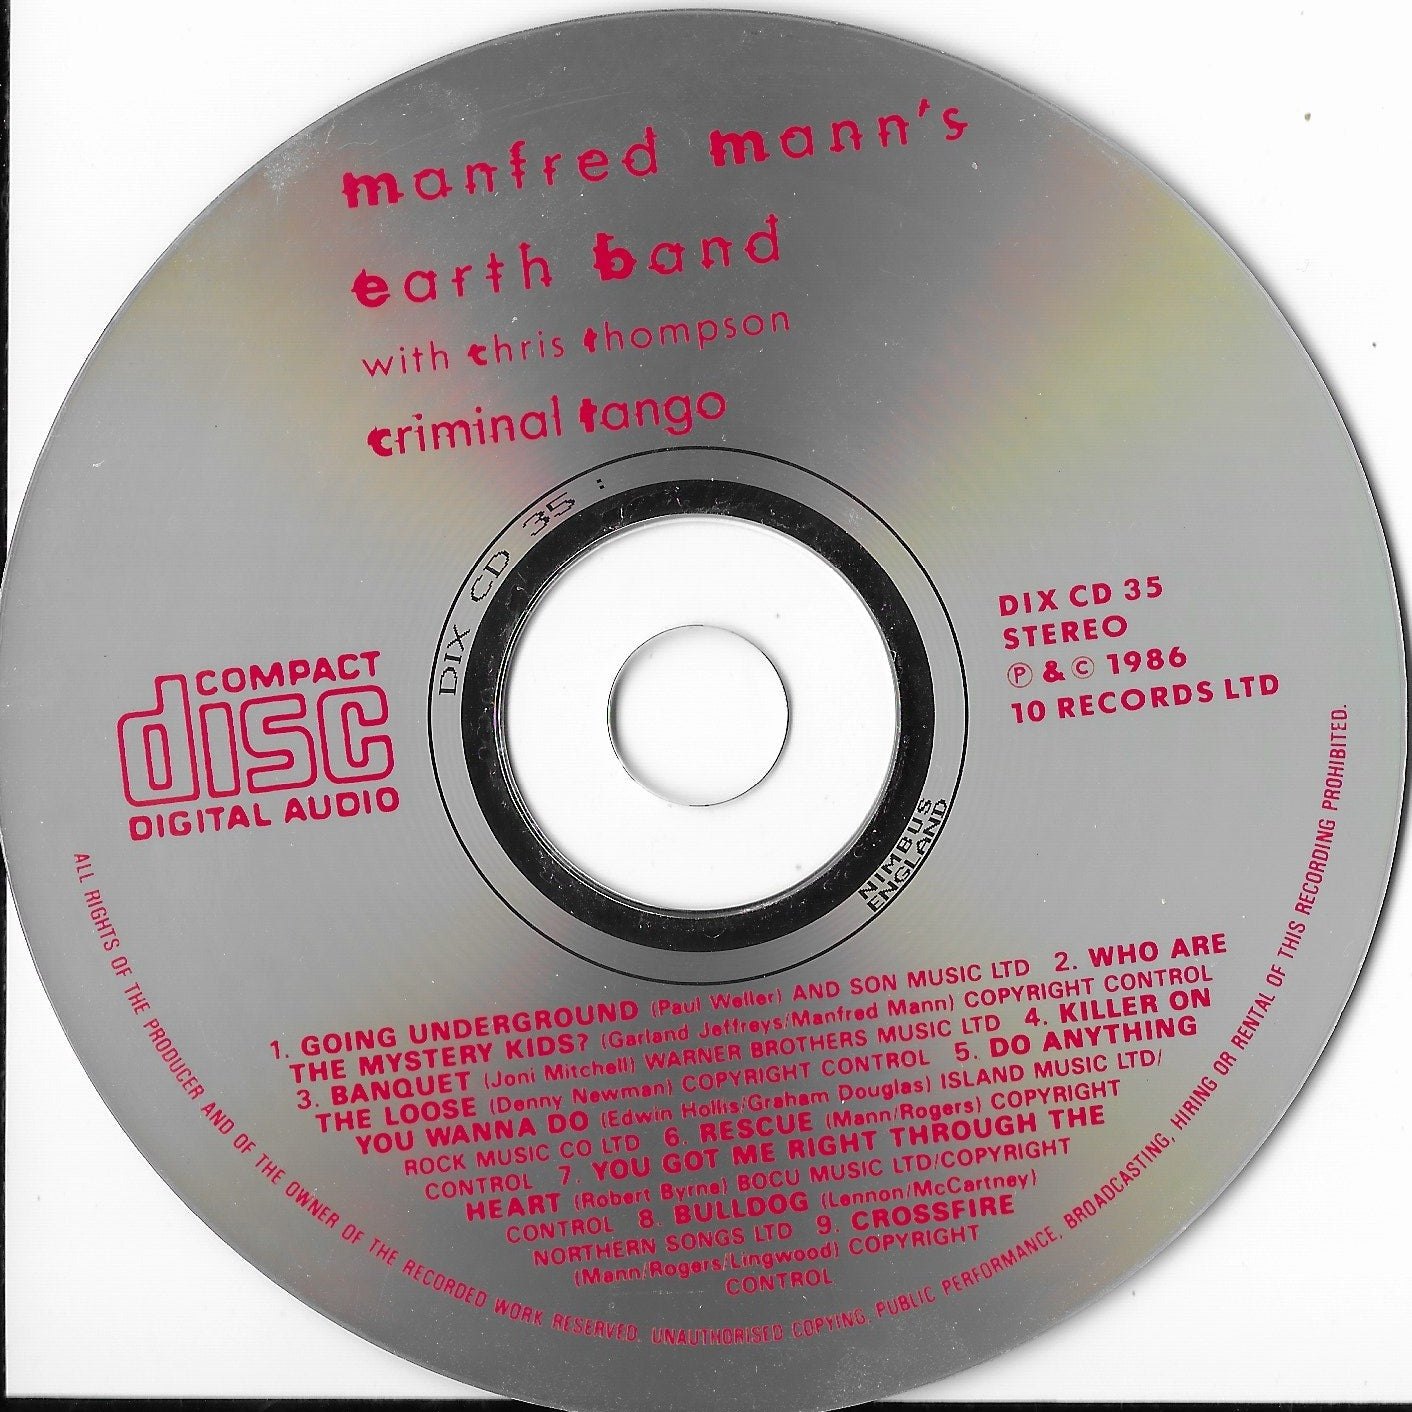 manfred mann's
earth band
with chris thompson
criminal tango
DIX CD 35 :
COMPACT
disc
DIGITAL AUDIO
DIX CD 35
STEREO
℗ & © 1986
10 RECORDS LTD
NIMBUS
ENGLAND
1. GOING UNDERGROUND (Paul Weller) AND SON MUSIC LTD 2. WHO ARE
THE MYSTERY KIDS? (Garland Jeffreys/Manfred Mann) COPYRIGHT CONTROL
3. BANQUET (Joni Mitchell) WARNER BROTHERS MUSIC LTD 4. KILLER ON
THE LOOSE (Denny Newman) COPYRIGHT CONTROL 5. DO ANYTHING
YOU WANNA DO (Edwin Hollis/Graham Douglas) ISLAND MUSIC LTD/
ROCK MUSIC CO LTD 6. RESCUE (Mann/Rogers) COPYRIGHT
CONTROL 7. YOU GOT ME RIGHT THROUGH THE
HEART (Robert Byrne) BOCU MUSIC LTD/COPYRIGHT
CONTROL 8. BULLDOG (Lennon/McCartney)
NORTHERN SONGS LTD 9. CROSSFIRE
(Mann/Rogers/Lingwood) COPYRIGHT
CONTROL
ALL RIGHTS OF THE PRODUCER AND OF THE OWNER OF THE RECORDED WORK RESERVED. UNAUTHORISED COPYING, PUBLIC PERFORMANCE, BROADCASTING, HIRING OR RENTAL OF THIS RECORDING PROHIBITED.